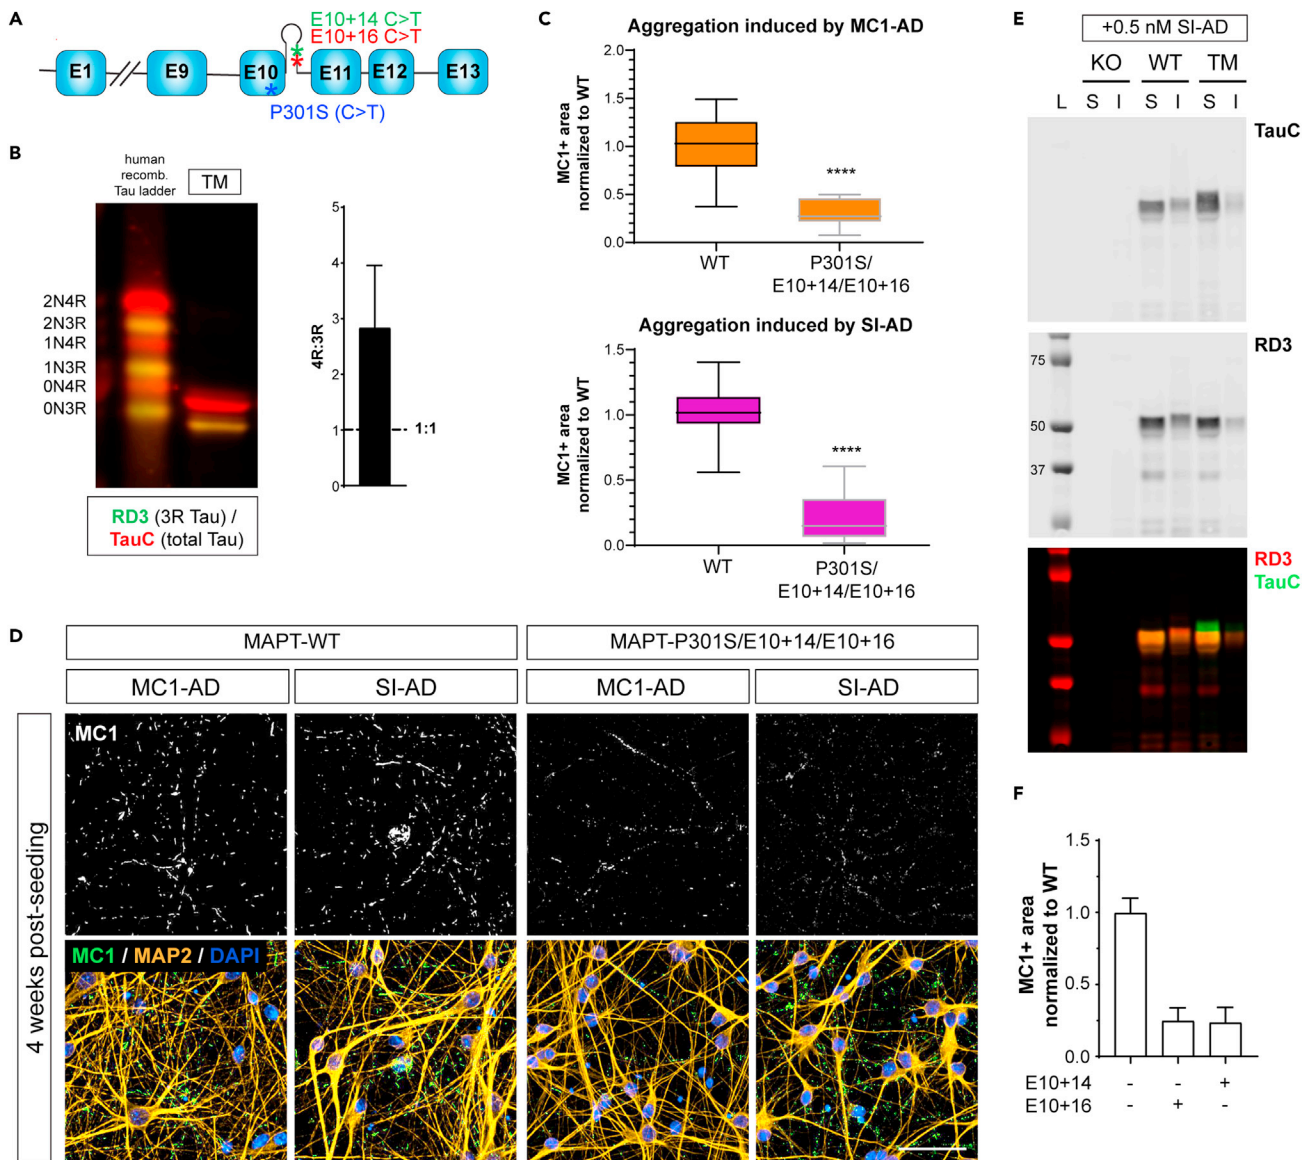 A
E10+14 C>T
E10+16 C>T
E1
E9
E10
E11
E12
E13
P301S (C>T)
B
human
recomb.
Tau ladder
TM
2N4R
2N3R
1N4R
1N3R
0N4R
0N3R
RD3 (3R Tau) /
TauC (total Tau)
4R:3R
5
4
3
2
1
0
1:1
C
Aggregation induced by MC1-AD
MC1+ area
normalized to WT
2.0
1.5
1.0
0.5
0.0
****
WT
P301S/
E10+14/E10+16
Aggregation induced by SI-AD
MC1+ area
normalized to WT
1.5
1.0
0.5
0.0
****
WT
P301S/
E10+14/E10+16
D
MAPT-WT
MAPT-P301S/E10+14/E10+16
MC1-AD
SI-AD
MC1-AD
SI-AD
4 weeks post-seeding
MC1
MC1 / MAP2 / DAPI
E
+0.5 nM SI-AD
KO WT TM
L S I S I S I
TauC
RD3
75
50
37
RD3
TauC
F
MC1+ area
normalized to WT
1.5
1.0
0.5
0.0
E10+14 - - +
E10+16 - + -